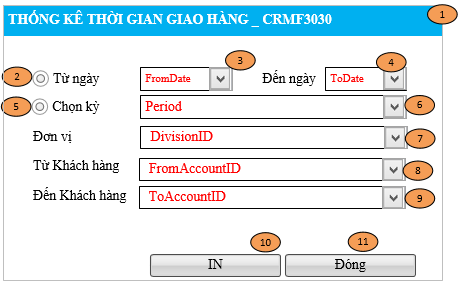 THỐNG KÊ THỜI GIAN GIAO HÀNG _ CRMF3030 1
2 Từ ngày FromDate 3 Đến ngày ToDate 4
5 Chọn kỳ Period 6
Đơn vị DivisionID 7
Từ Khách hàng FromAccountID 8
Đến Khách hàng ToAccountID 9
10 11
IN Đông